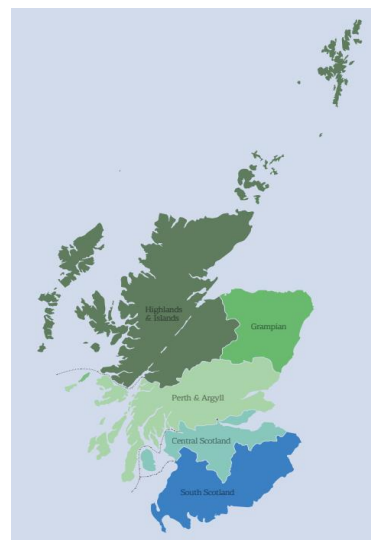 Highlands
& Islands
Grampian
Perth & Argyll
Central Scotland
South Scotland